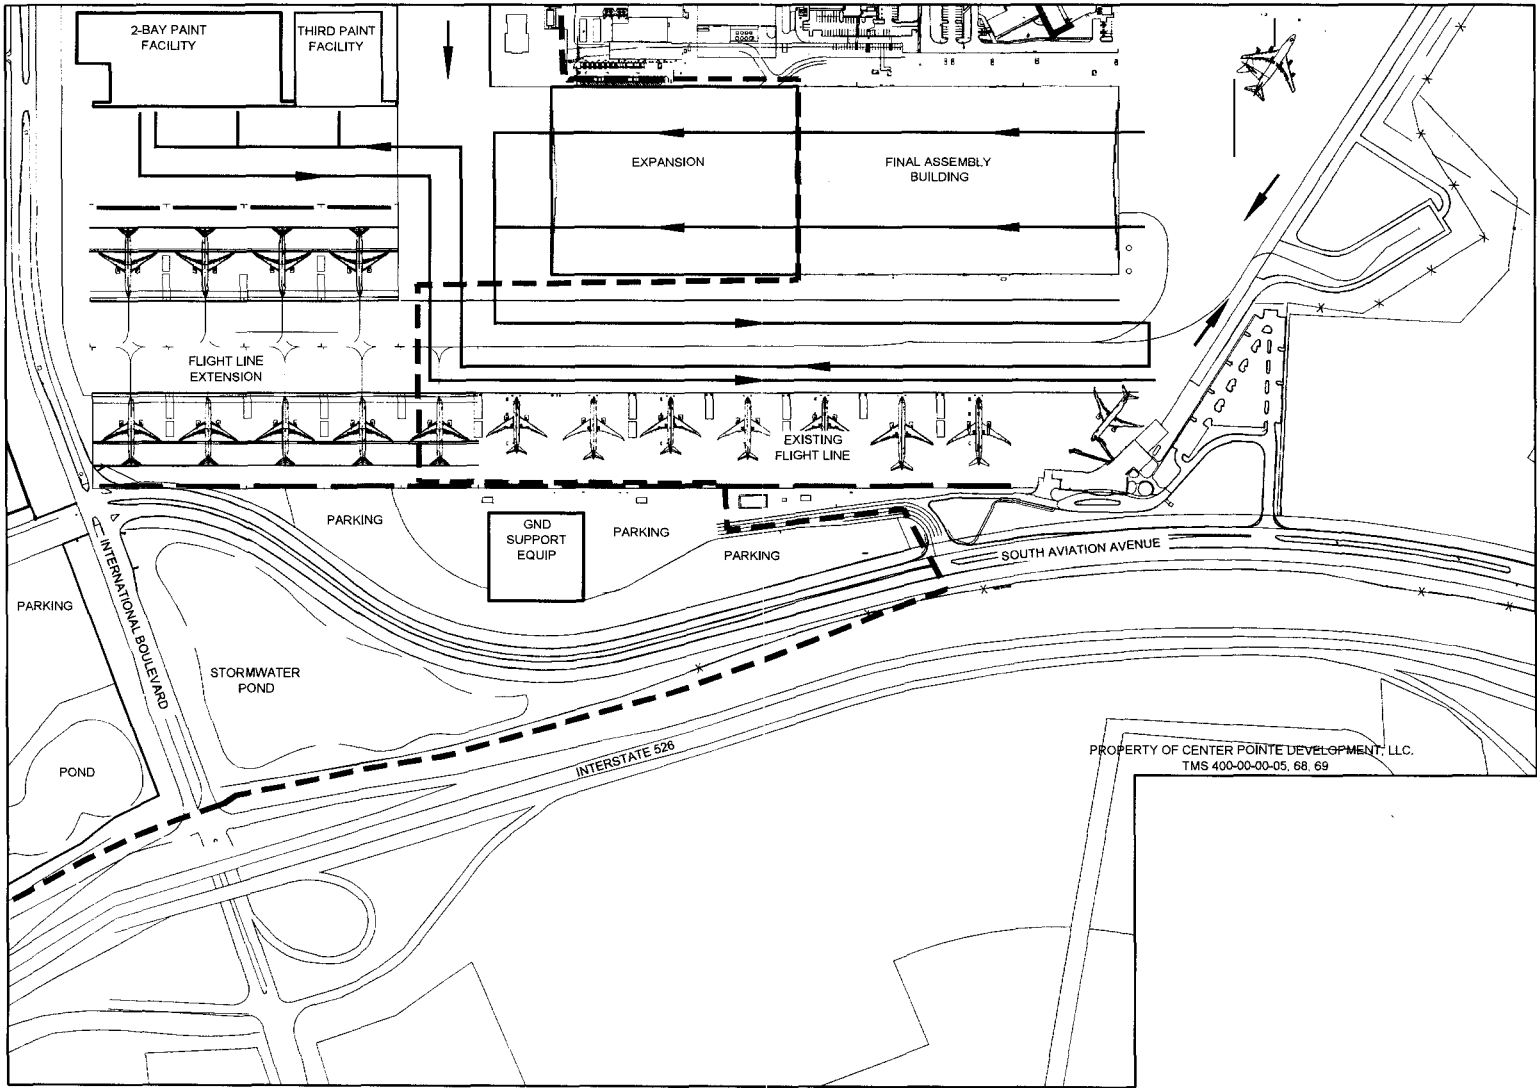 2-BAY PAINT
FACILITY
THIRD PAINT
FACILITY
EXPANSION
FINAL ASSEMBLY
BUILDING
FLIGHT LINE
EXTENSION
EXISTING
FLIGHT LINE
PARKING
GND
SUPPORT
EQUIP
PARKING
PARKING
SOUTH AVIATION AVENUE
PARKING
INTERNATIONAL BOULEVARD
STORMWATER
POND
POND
INTERSTATE 526
PROPERTY OF CENTER POINTE DEVELOPMENT, LLC.
TMS 400-00-00-05, 68, 69